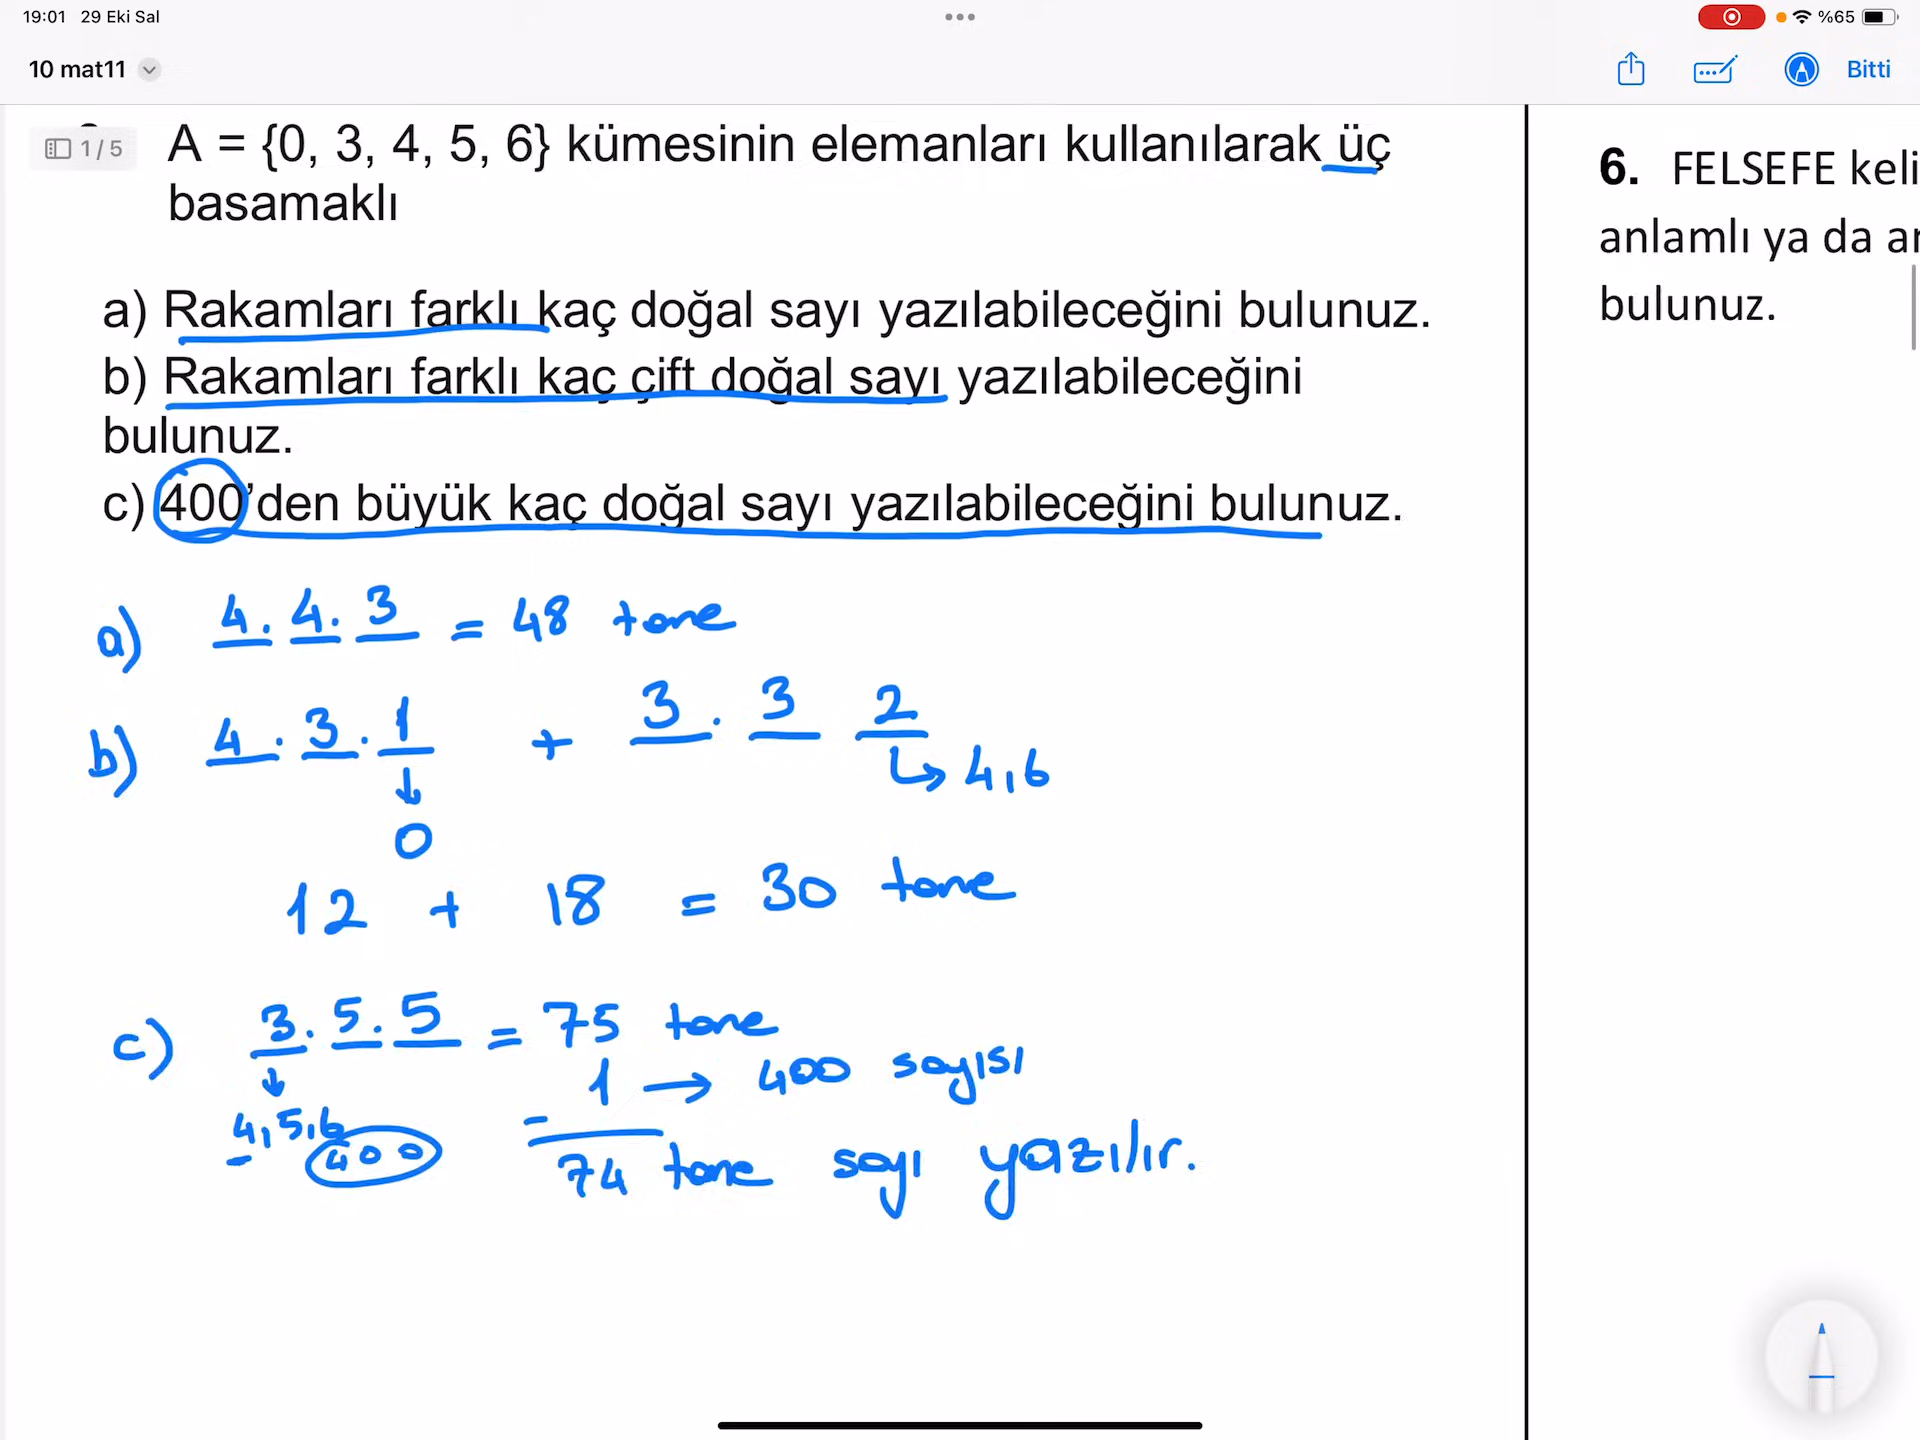 19:01 29 Eki Sal
%65
10 mat11
Bitti
1 / 5
A = {0, 3, 4, 5, 6} kümesinin elemanları kullanılarak üç
basamaklı
a) Rakamları farklı kaç doğal sayı yazılabileceğini bulunuz.
b) Rakamları farklı kaç çift doğal sayı yazılabileceğini
bulunuz.
c) 400'den büyük kaç doğal sayı yazılabileceğini bulunuz.
a) 4 . 4 . 3 = 48 tane
b) 4 . 3 . 1 + 3 . 3 2
↓ ↳ 4,6
0
12 + 18 = 30 tane
c) 3 . 5 . 5 = 75 tane
↓ 1 → 400 sayısı
4,5,6 -
400 74 tane sayı yazılır.
6. FELSEFE keli
anlamlı ya da
bulunuz.